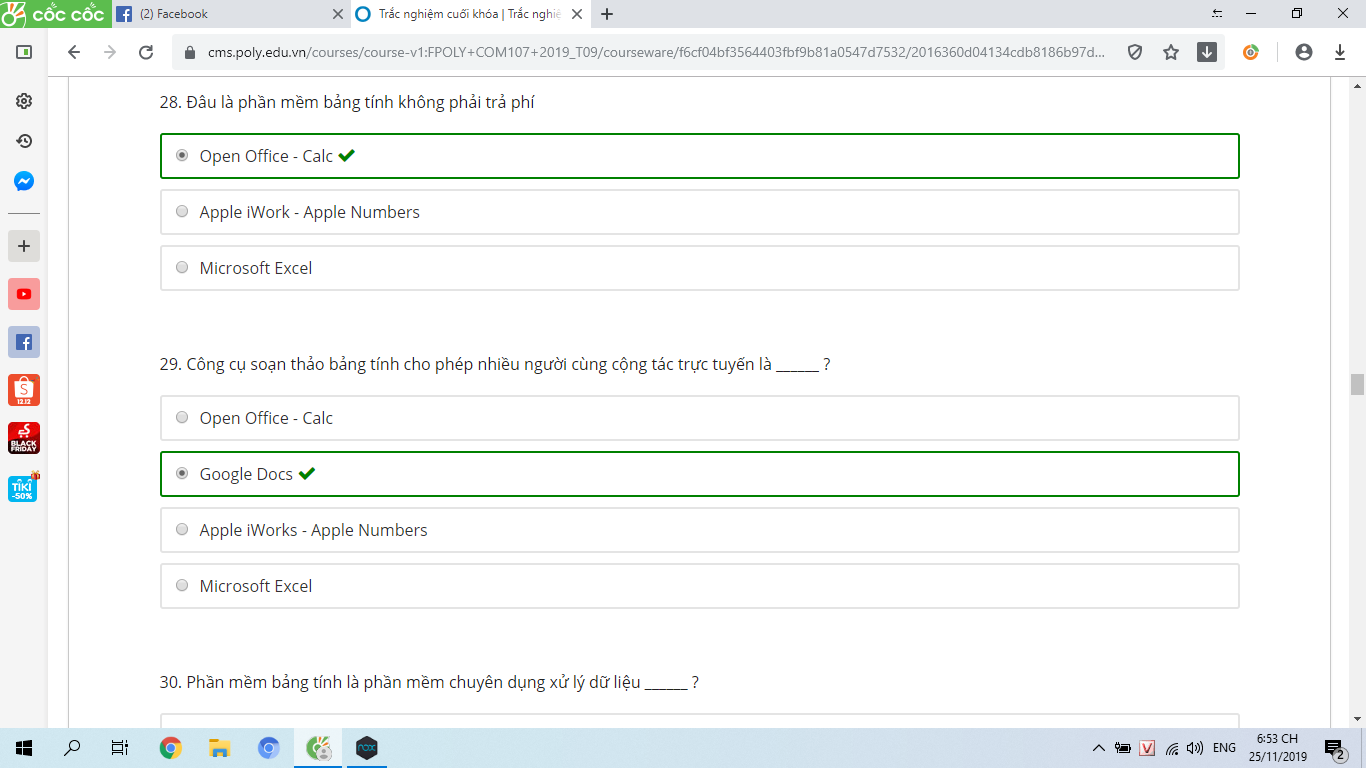 cốc cốc
(2) Facebook
Trắc nghiệm cuối khóa | Trắc nghiệ
cms.poly.edu.vn/courses/course-v1:FPOLY+COM107+2019_T09/courseware/f6cf04bf3564403fbf9b81a0547d7532/2016360d04134cdb8186b97d...
28. Đâu là phần mềm bảng tính không phải trả phí
Open Office - Calc
Apple iWork - Apple Numbers
Microsoft Excel
29. Công cụ soạn thảo bảng tính cho phép nhiều người cùng cộng tác trực tuyến là ______ ?
Open Office - Calc
Google Docs
Apple iWorks - Apple Numbers
Microsoft Excel
30. Phần mềm bảng tính là phần mềm chuyên dụng xử lý dữ liệu ______ ?
S
12.12
BLACK
FRIDAY
TIKI
-50%
nox
V
ENG
6:53 CH
25/11/2019
2